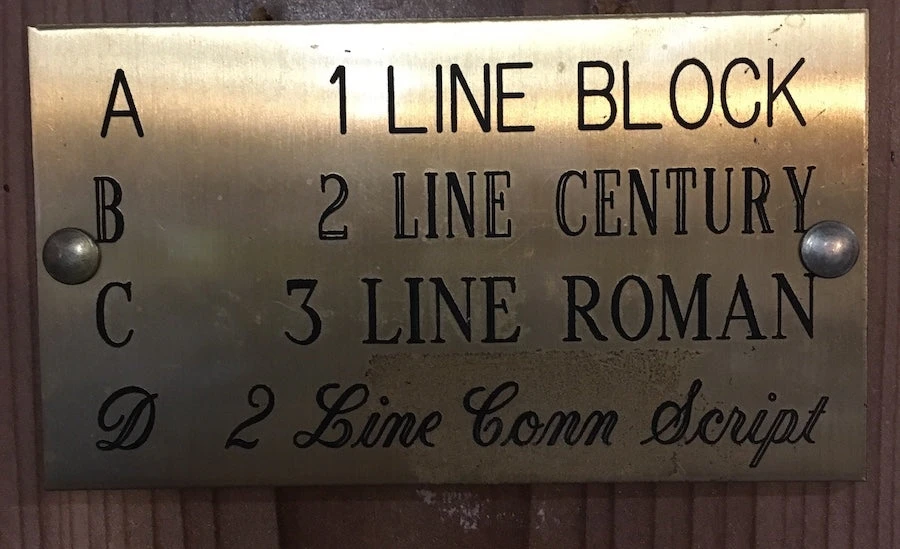 A 1 LINE BLOCK
B 2 LINE CENTURY
C 3 LINE ROMAN
D 2 Line Conn Script